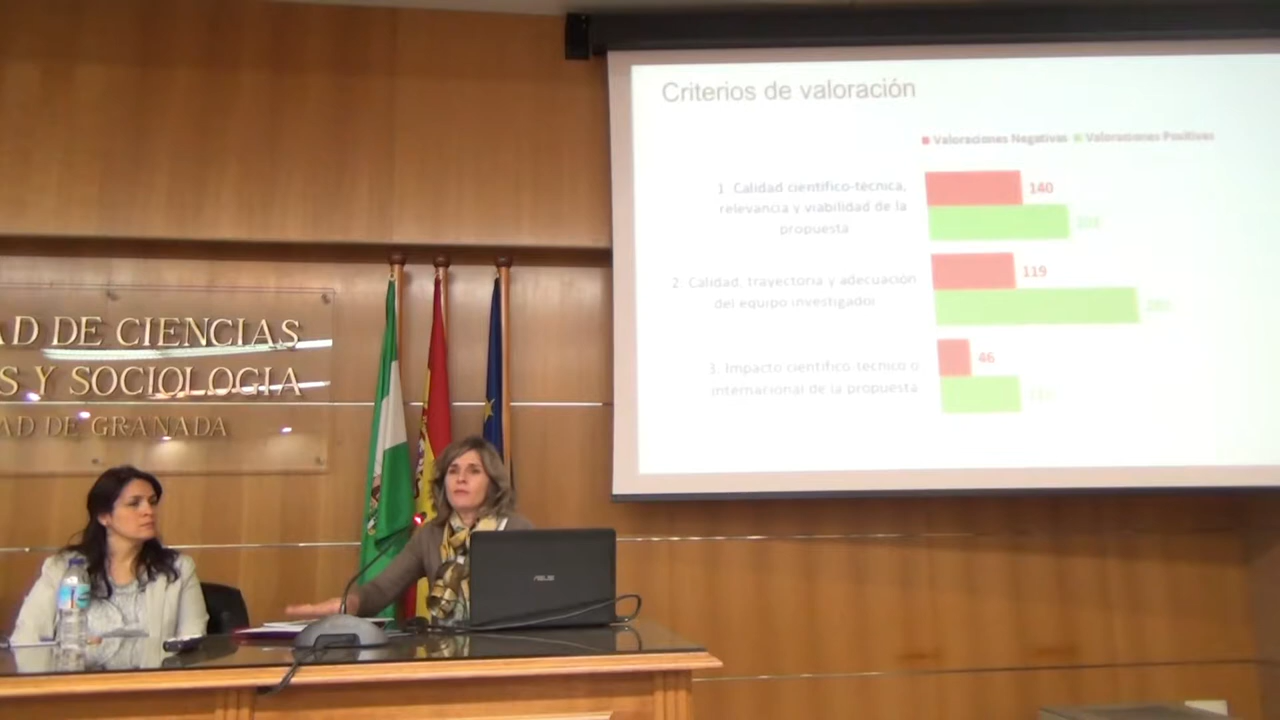 Criterios de valoración
Valoraciones Negativas Valoraciones Positivas
1. Calidad científico-técnica,
relevancia y viabilidad de la
propuesta
140
2. Calidad, trayectoria y adecuación
del equipo investigador
119
3. Impacto científico-técnico o
internacional de la propuesta
46
AD DE CIENCIAS
S Y SOCIOLOGIA
AD DE GRANADA
ASUS